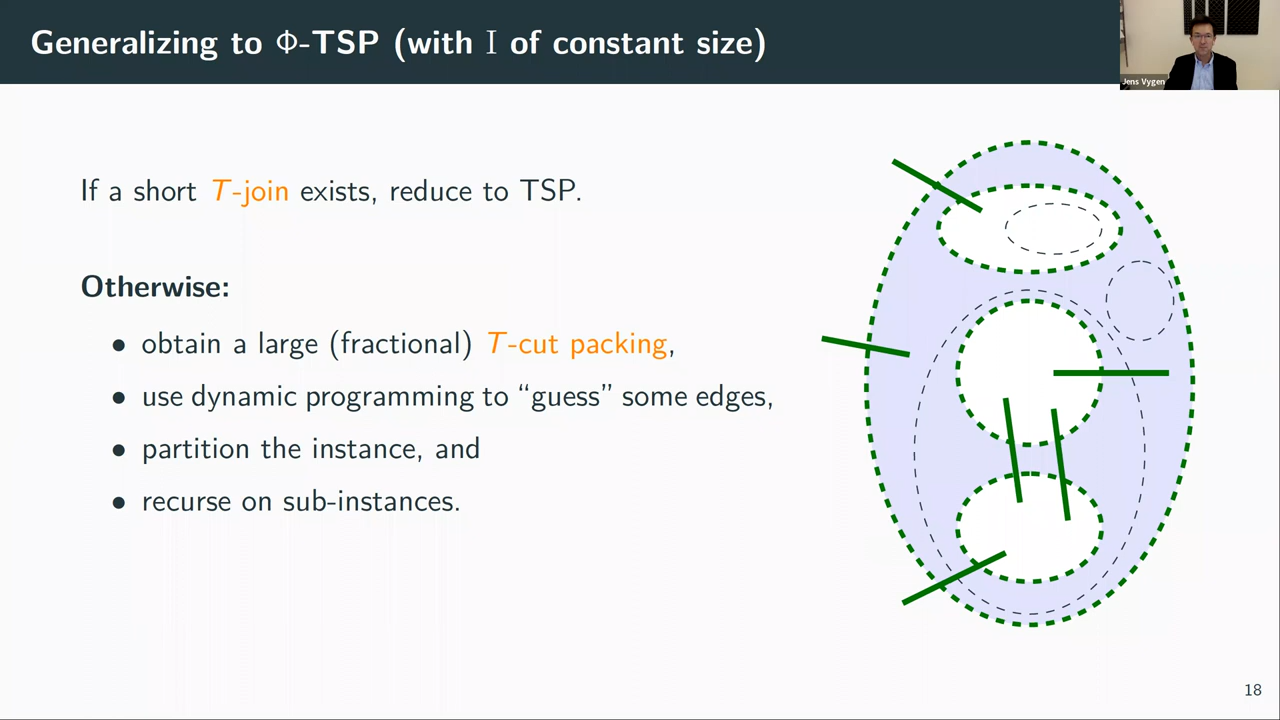 Generalizing to Φ-TSP (with I of constant size)
Jens Vygen
If a short T-join exists, reduce to TSP.
Otherwise:
• obtain a large (fractional) T-cut packing,
• use dynamic programming to “guess” some edges,
• partition the instance, and
• recurse on sub-instances.
18